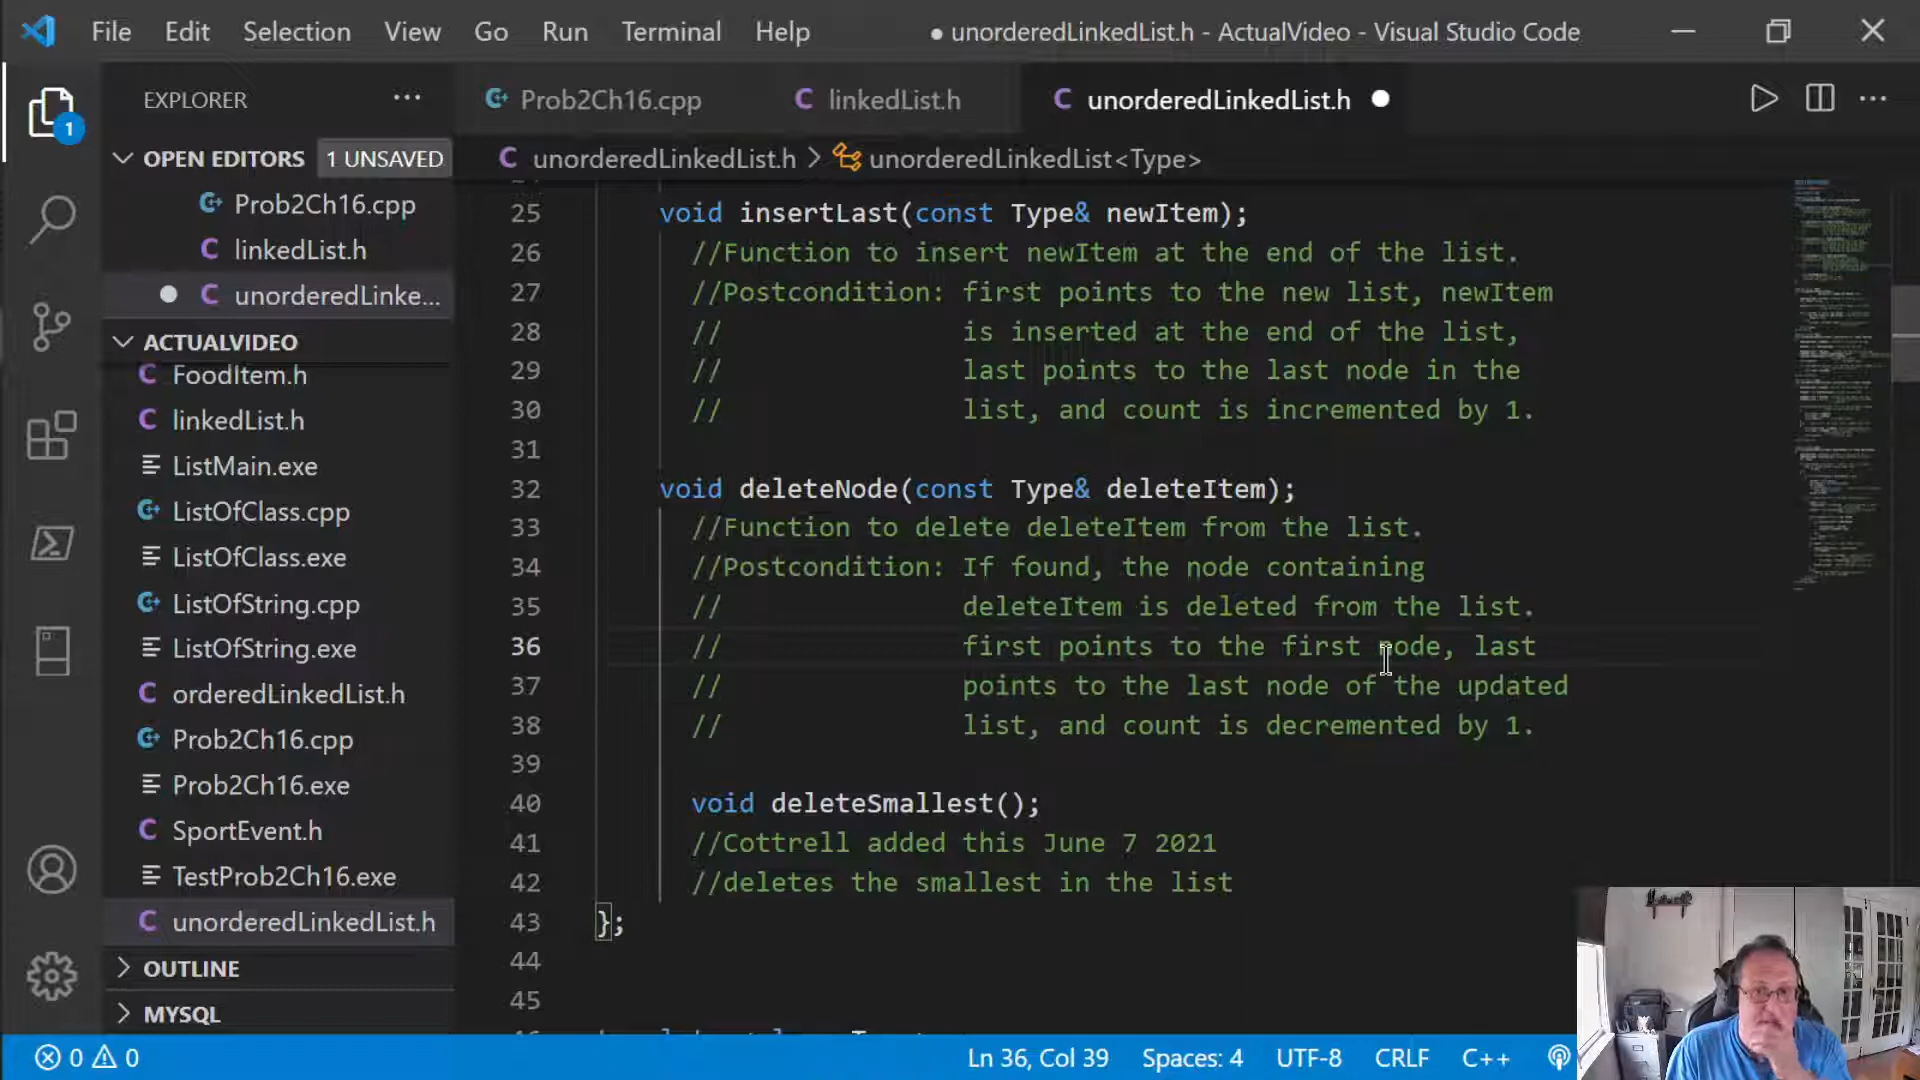 File Edit Selection View Go Run Terminal Help
● unorderedLinkedList.h - ActualVideo - Visual Studio Code
EXPLORER ...
1
OPEN EDITORS 1 UNSAVED
Prob2Ch16.cpp
linkedList.h
unorderedLinke...
ACTUALVIDEO
FoodItem.h
linkedList.h
ListMain.exe
ListOfClass.cpp
ListOfClass.exe
ListOfString.cpp
ListOfString.exe
orderedLinkedList.h
Prob2Ch16.cpp
Prob2Ch16.exe
SportEvent.h
TestProb2Ch16.exe
unorderedLinkedList.h
OUTLINE
MYSQL
Prob2Ch16.cpp linkedList.h unorderedLinkedList.h ●
unorderedLinkedList.h > unorderedLinkedList<Type>
25 void insertLast(const Type& newItem);
26 //Function to insert newItem at the end of the list.
27 //Postcondition: first points to the new list, newItem
28 // is inserted at the end of the list,
29 // last points to the last node in the
30 // list, and count is incremented by 1.
31
32 void deleteNode(const Type& deleteItem);
33 //Function to delete deleteItem from the list.
34 //Postcondition: If found, the node containing
35 // deleteItem is deleted from the list.
36 // first points to the first node, last
37 // points to the last node of the updated
38 // list, and count is decremented by 1.
39
40 void deleteSmallest();
41 //Cottrell added this June 7 2021
42 //deletes the smallest in the list
43 };
44
45
0 0 Ln 36, Col 39 Spaces: 4 UTF-8 CRLF C++